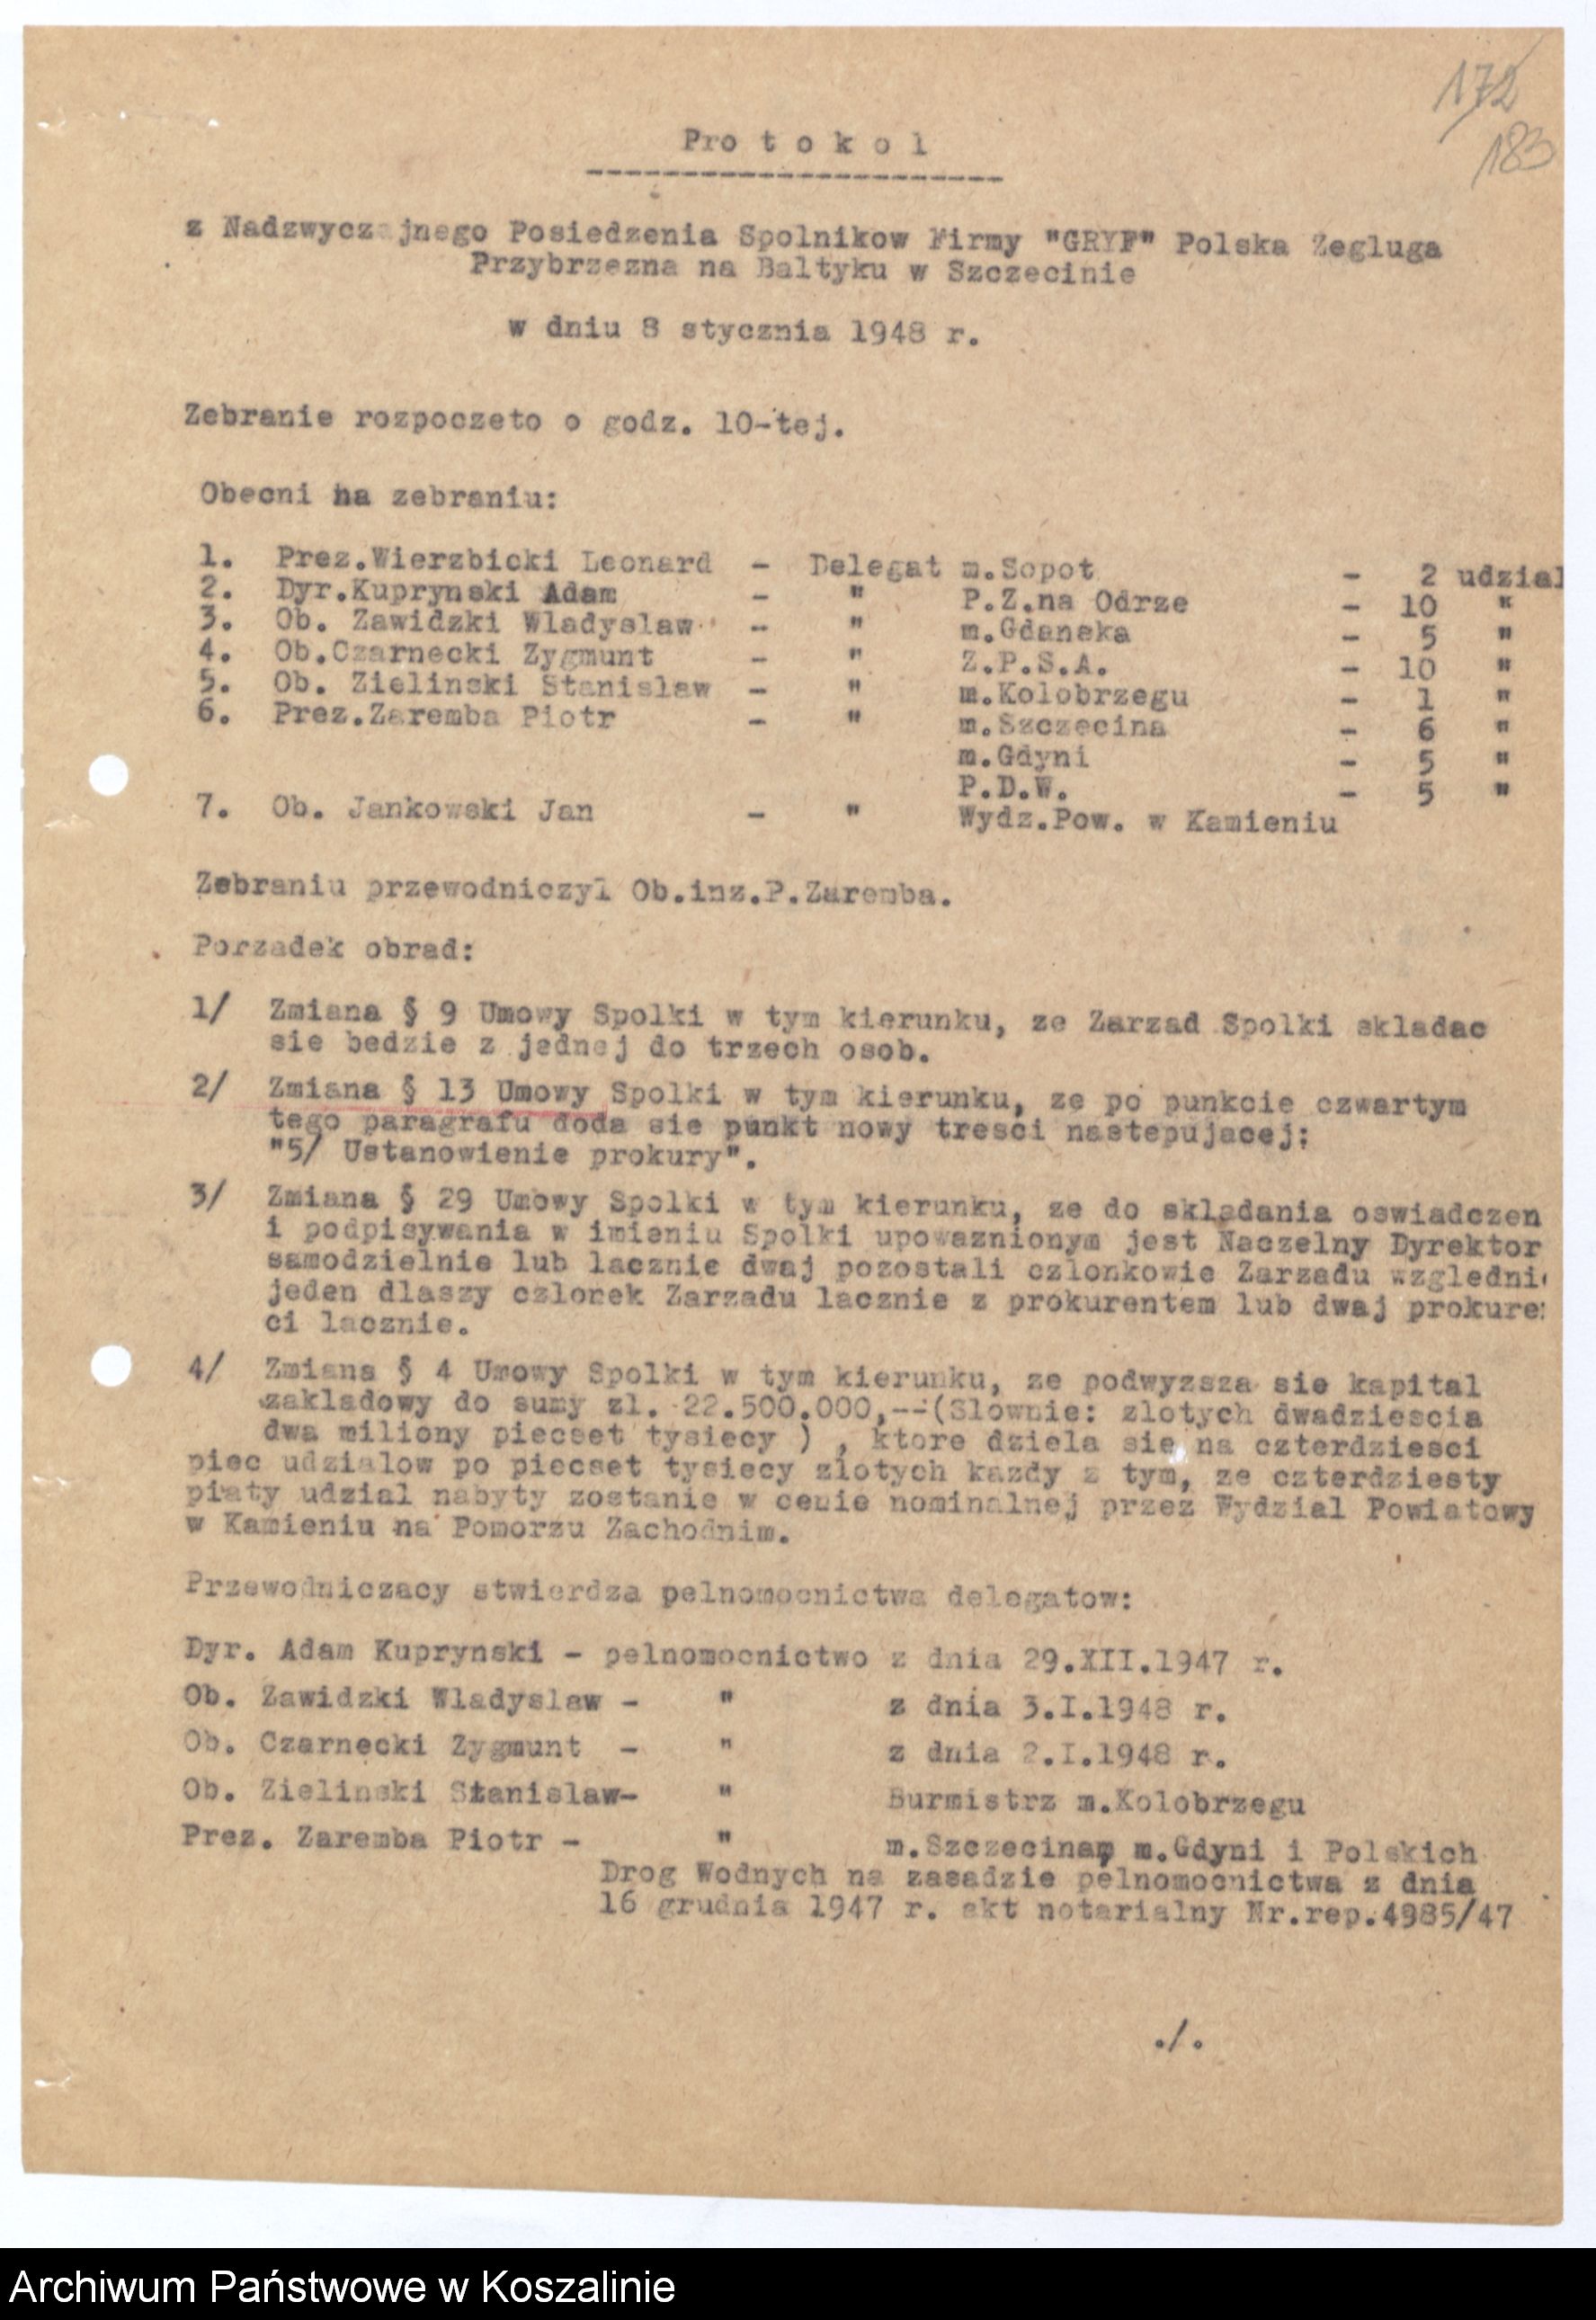 172
183
Pro t o k o l
z Nadzwyczajnego Posiedzenia Spolnikow Firmy "GRYF" Polska Zegluga
Przybrzezna na Baltyku w Szczecinie
w dniu 8 stycznia 1948 r.
Zebranie rozpoczeto o godz. 10-tej.
Obecni na zebraniu:
1. Prez.Wierzbicki Leonard - Delegat m.Sopot - 2 udzial
2. Dyr.Kuprynski Adam - " P.Z.na Odrze - 10 "
3. Ob. Zawidzki Wladyslaw - " m.Gdanska - 5 "
4. Ob.Czarnecki Zygmunt - " Z.P.S.A. - 10 "
5. Ob. Zielinski Stanislaw - " m.Kolobrzegu - 1 "
6. Prez.Zaremba Piotr - " m.Szczecina - 6 "
m.Gdyni - 5 "
P.D.W. - 5 "
7. Ob. Jankowski Jan - " Wydz.Pow. w Kamieniu
Zebraniu przewodniczyl Ob.inz.P.Zaremba.
Porzadek obrad:
1/ Zmiana § 9 Umowy Spolki w tym kierunku, ze Zarzad Spolki skladac
sie bedzie z jednej do trzech osob.
2/ Zmiana § 13 Umowy Spolki w tym kierunku, ze po punkcie czwartym
tego paragrafu doda sie punkt nowy tresci nastepujacej:
"5/ Ustanowienie prokury".
3/ Zmiana § 29 Umowy Spolki w tym kierunku, ze do skladania oswiadczen
i podpisywania w imieniu Spolki upowaznionym jest Naczelny Dyrektor
samodzielnie lub lacznie dwaj pozostali czlonkowie Zarzadu wzgledni
jeden dlaszy czlonek Zarzadu lacznie z prokurentem lub dwaj prokure
ci lacznie.
4/ Zmiana § 4 Umowy Spolki w tym kierunku, ze podwyzsza sie kapital
zakladowy do sumy zl. 22.500.000,--(Slownie: zlotych dwadziescia
dwa miliony piecset tysiecy ) , ktore dziela sie na czterdziesci
piec udzialow po piecset tysiecy zlotych kazdy z tym, ze czterdziesty
piaty udzial nabyty zostanie w cenie nominalnej przez Wydzial Powiatowy
w Kamieniu na Pomorzu Zachodnim.
Przewodniczacy stwierdza pelnomocnictwa delegatow:
Dyr. Adam Kuprynski - pelnomocnictwo z dnia 29.XII.1947 r.
Ob. Zawidzki Wladyslaw - " z dnia 3.I.1948 r.
Ob. Czarnecki Zygmunt - " z dnia 2.I.1948 r.
Ob. Zielinski Stanislaw- " Burmistrz m.Kolobrzegu
Prez. Zaremba Piotr - " m.Szczecina, m.Gdyni i Polskich
Drog Wodnych na zasadzie pelnomocnictwa z dnia
16 grudnia 1947 r. akt notarialny Nr.rep.4985/47
./.
Archiwum Państwowe w Koszalinie